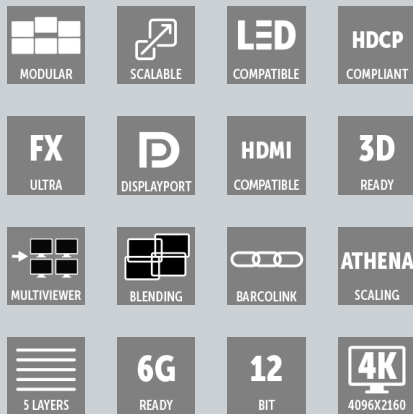 MODULAR
SCALABLE
LED
COMPATIBLE
HDCP
COMPLIANT
FX
ULTRA
DISPLAYPORT
HDMI
COMPATIBLE
3D
READY
MULTIVIEWER
BLENDING
BARCOLINK
ATHENA
SCALING
5 LAYERS
6G
READY
12
BIT
4K
4096X2160